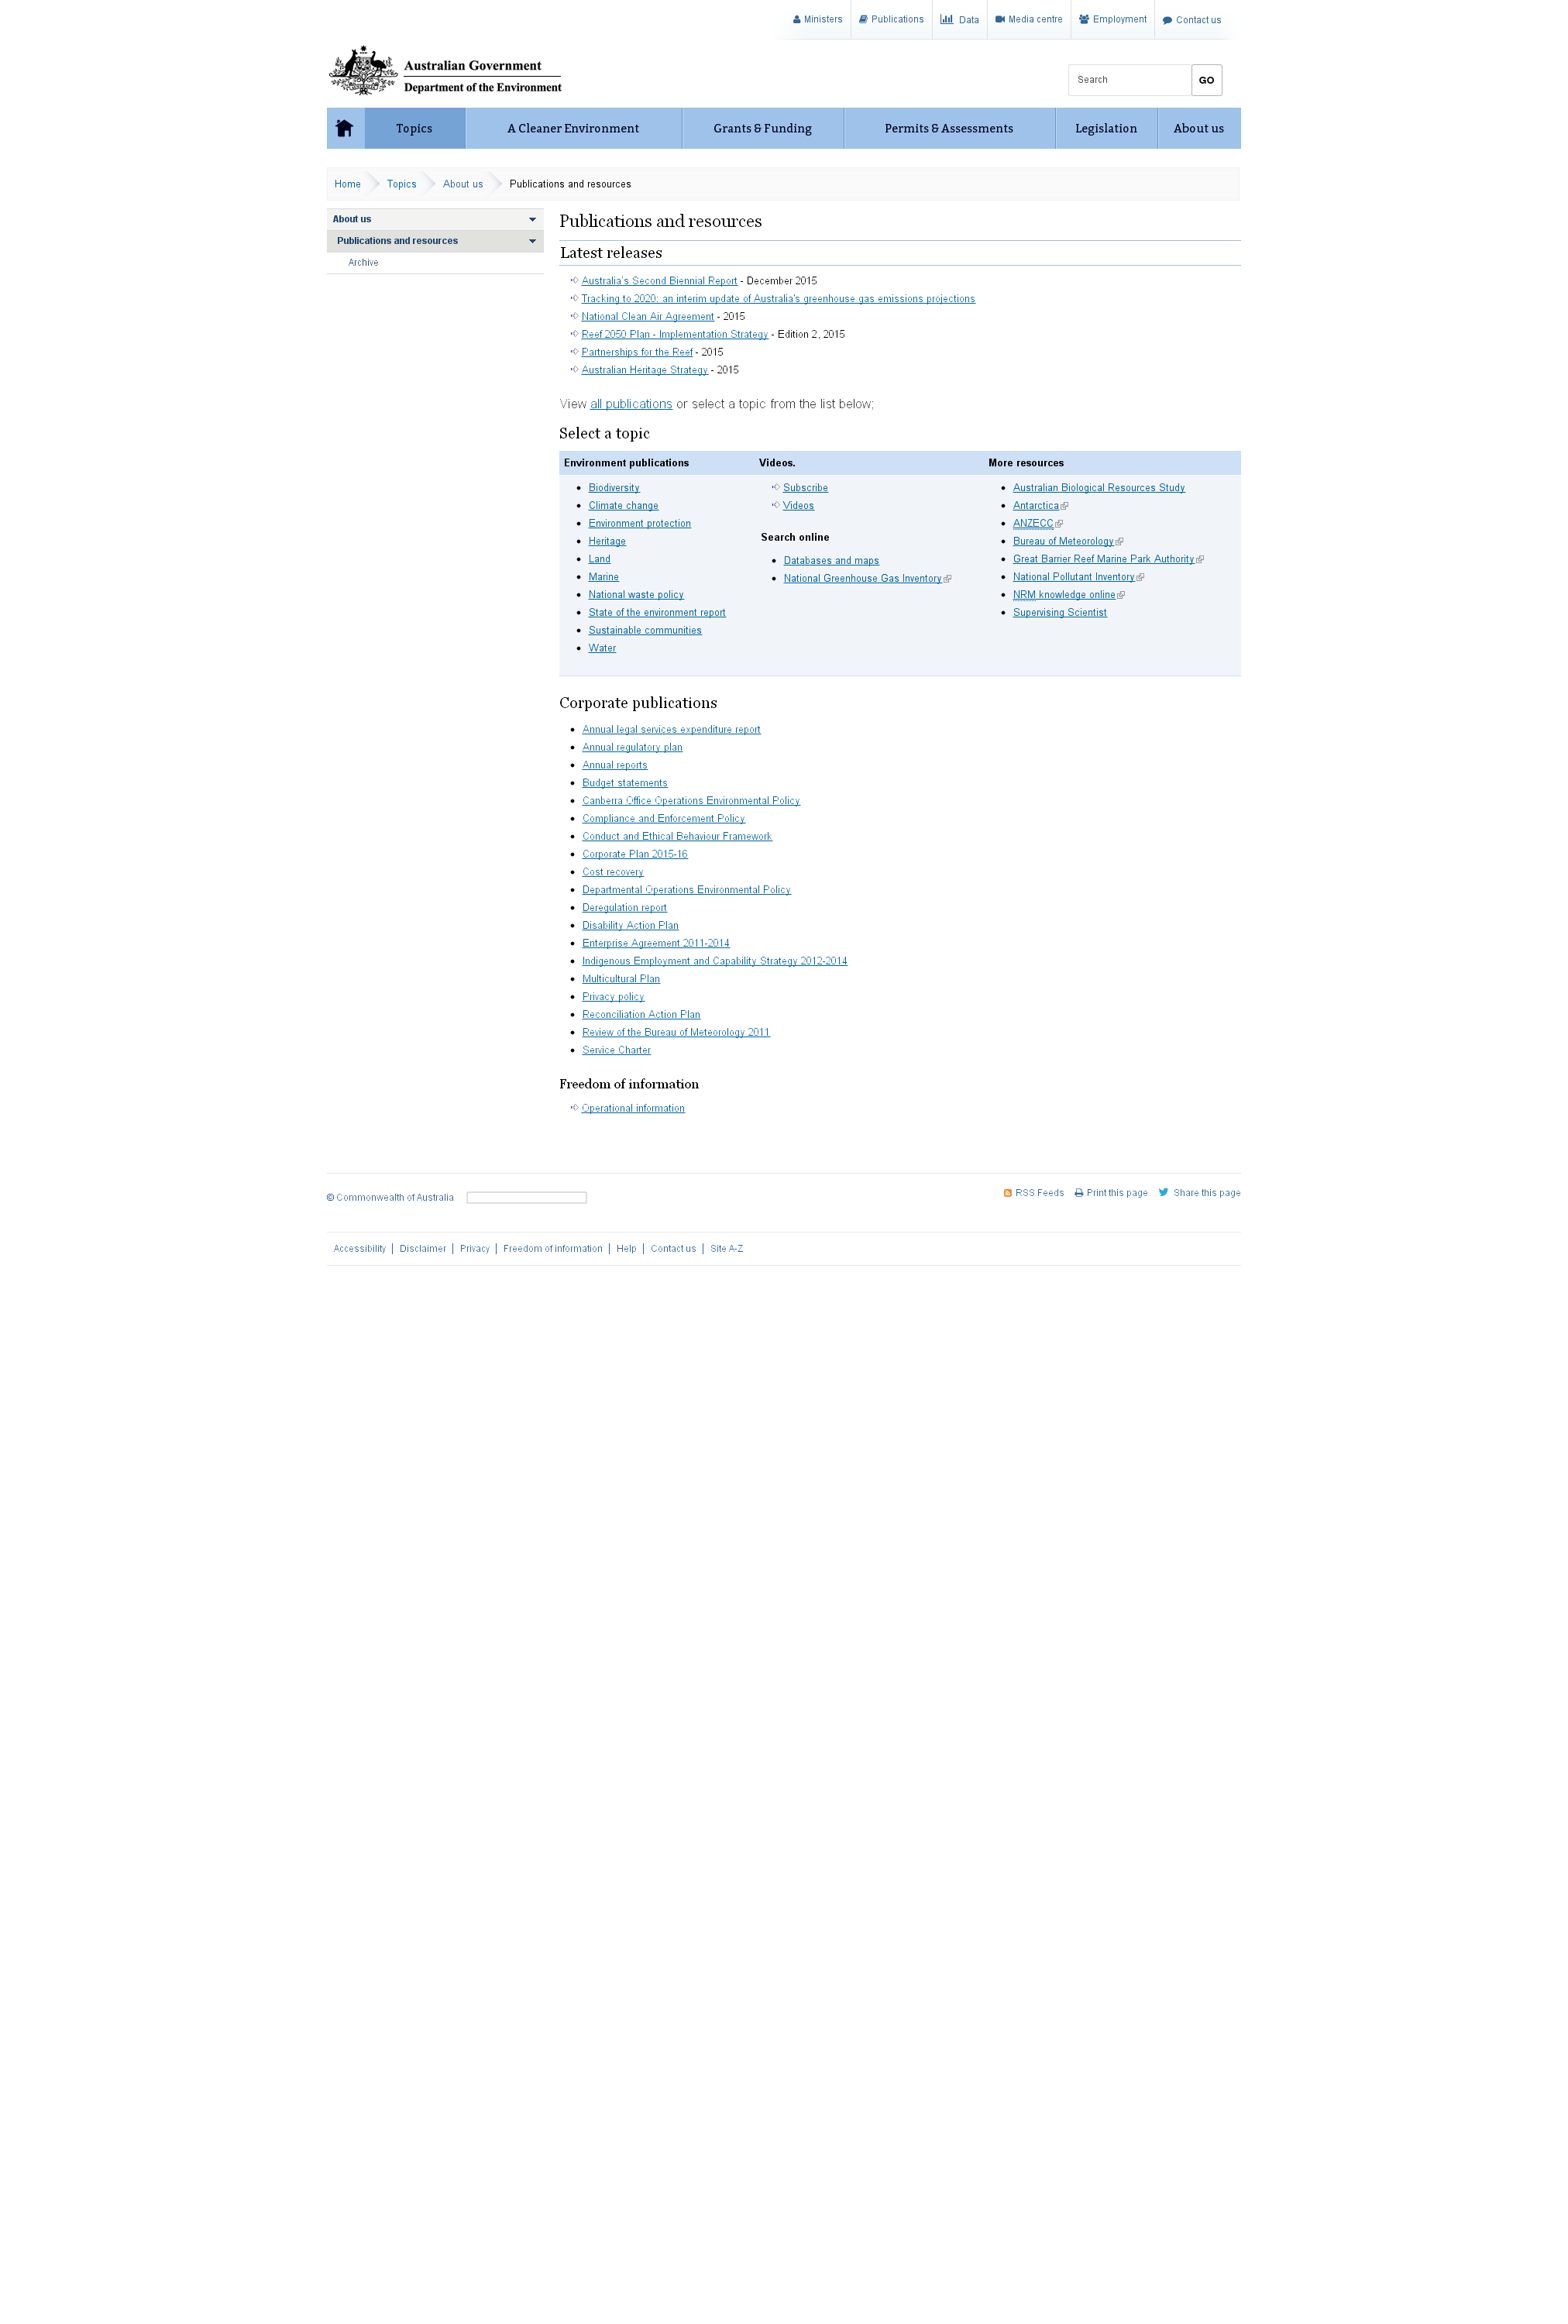 Ministers
Publications
Data
Media centre
Employment
Contact us
Australian Government
Department of the Environment
Search
GO
Topics
A Cleaner Environment
Grants & Funding
Permits & Assessments
Legislation
About us
Home
Topics
About us
Publications and resources
About us
Publications and resources
Archive
Publications and resources
Latest releases
Australia's Second Biennial Report - December 2015
Tracking to 2020: an interim update of Australia's greenhouse gas emissions projections
National Clean Air Agreement - 2015
Reef 2050 Plan - Implementation Strategy - Edition 2, 2015
Partnerships for the Reef - 2015
Australian Heritage Strategy - 2015
View all publications or select a topic from the list below:
Select a topic
Environment publications
Biodiversity
Climate change
Environment protection
Heritage
Land
Marine
National waste policy
State of the environment report
Sustainable communities
Water
Videos.
Subscribe
Videos
Search online
Databases and maps
National Greenhouse Gas Inventory
More resources
Australian Biological Resources Study
Antarctica
ANZECC
Bureau of Meteorology
Great Barrier Reef Marine Park Authority
National Pollutant Inventory
NRM knowledge online
Supervising Scientist
Corporate publications
Annual legal services expenditure report
Annual regulatory plan
Annual reports
Budget statements
Canberra Office Operations Environmental Policy
Compliance and Enforcement Policy
Conduct and Ethical Behaviour Framework
Corporate Plan 2015-16
Cost recovery
Departmental Operations Environmental Policy
Deregulation report
Disability Action Plan
Enterprise Agreement 2011-2014
Indigenous Employment and Capability Strategy 2012-2014
Multicultural Plan
Privacy policy
Reconciliation Action Plan
Review of the Bureau of Meteorology 2011
Service Charter
Freedom of information
Operational information
© Commonwealth of Australia
RSS Feeds
Print this page
Share this page
Accessibility | Disclaimer | Privacy | Freedom of information | Help | Contact us | Site A-Z